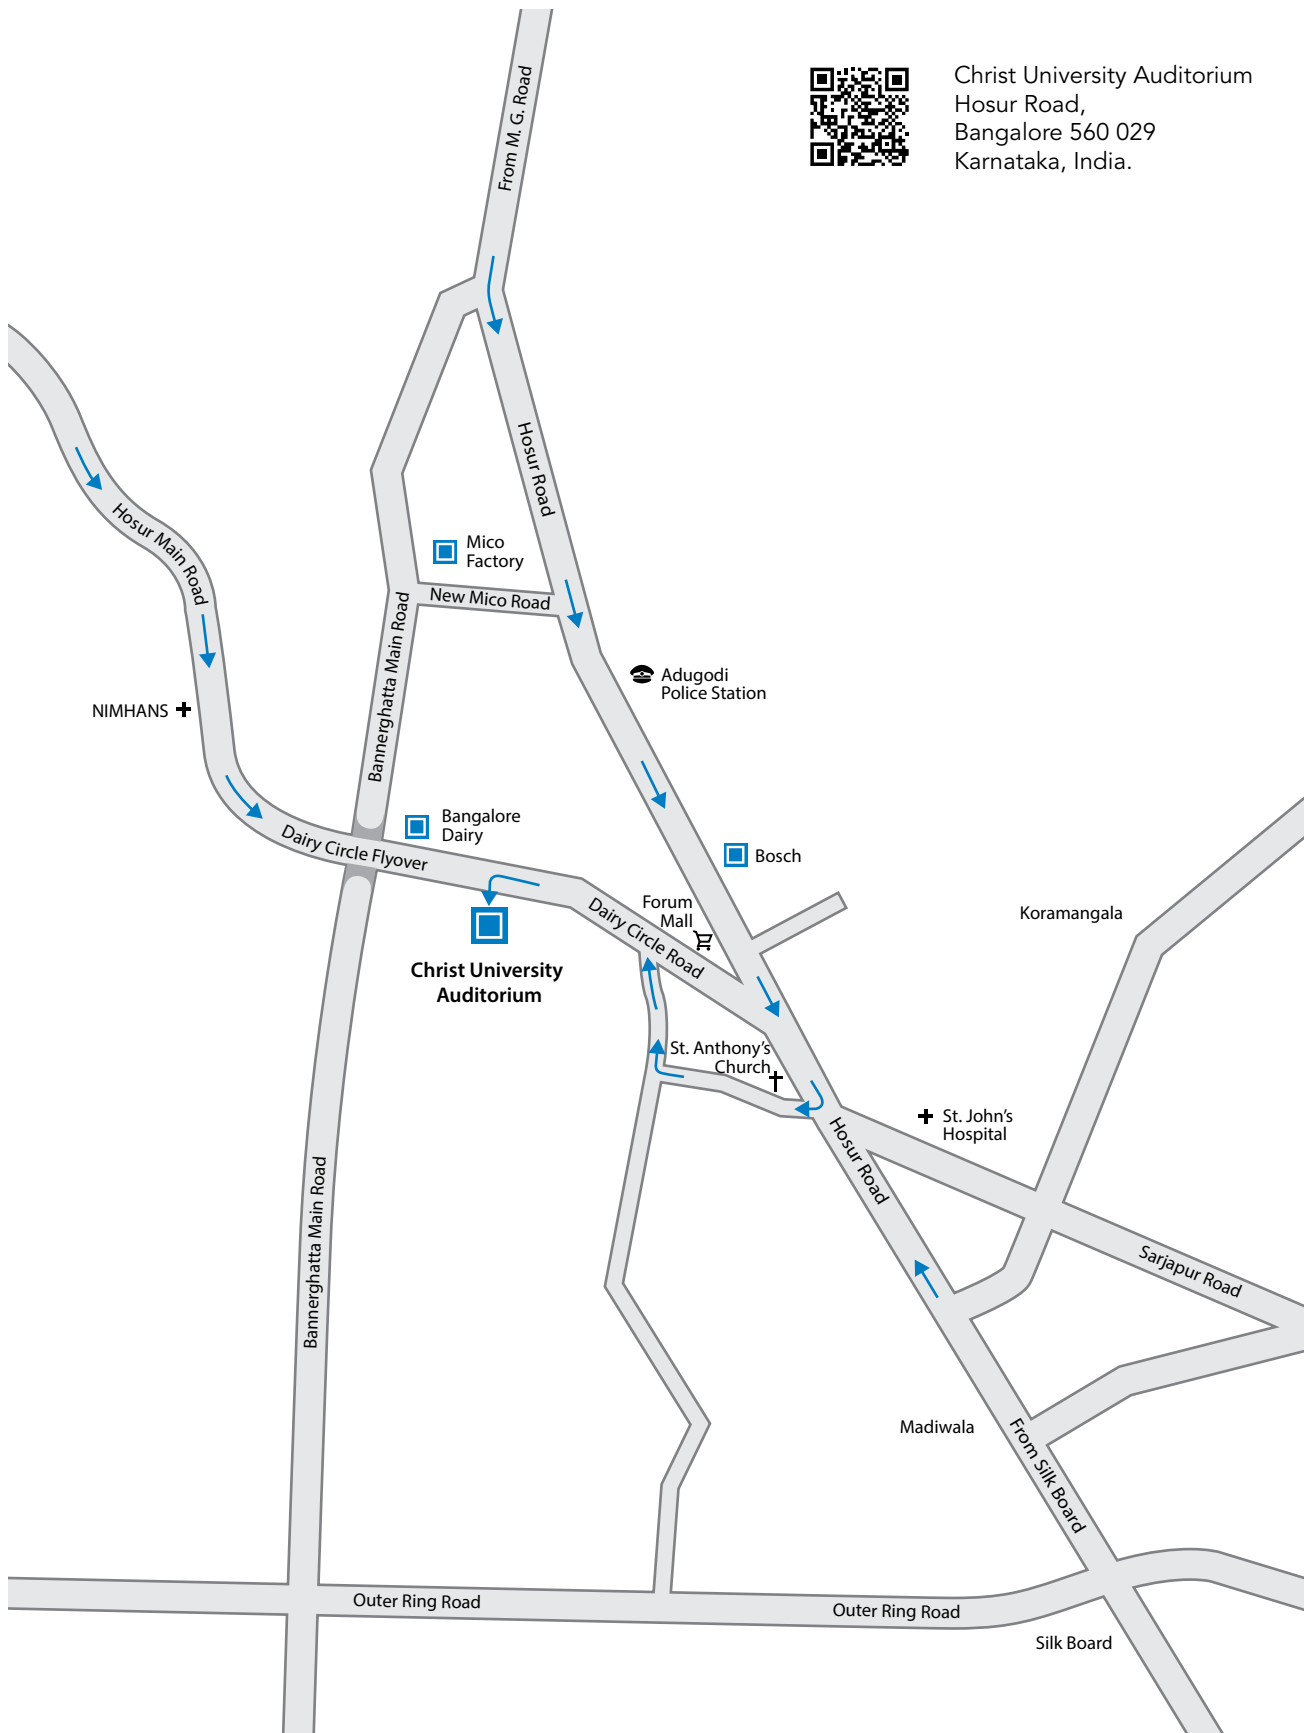 Christ University Auditorium
Hosur Road,
Bangalore 560 029
Karnataka, India.
From M. G. Road
Hosur Road
Hosur Main Road
Mico
Factory
New Mico Road
Bannerghatta Main Road
Adugodi
Police Station
NIMHANS
Bangalore
Dairy
Dairy Circle Flyover
Bosch
Forum
Mall
Koramangala
Dairy Circle Road
Christ University
Auditorium
St. Anthony's
Church
St. John's
Hospital
Hosur Road
Bannerghatta Main Road
Sarjapur Road
Madiwala
From Silk Board
Outer Ring Road
Outer Ring Road
Silk Board